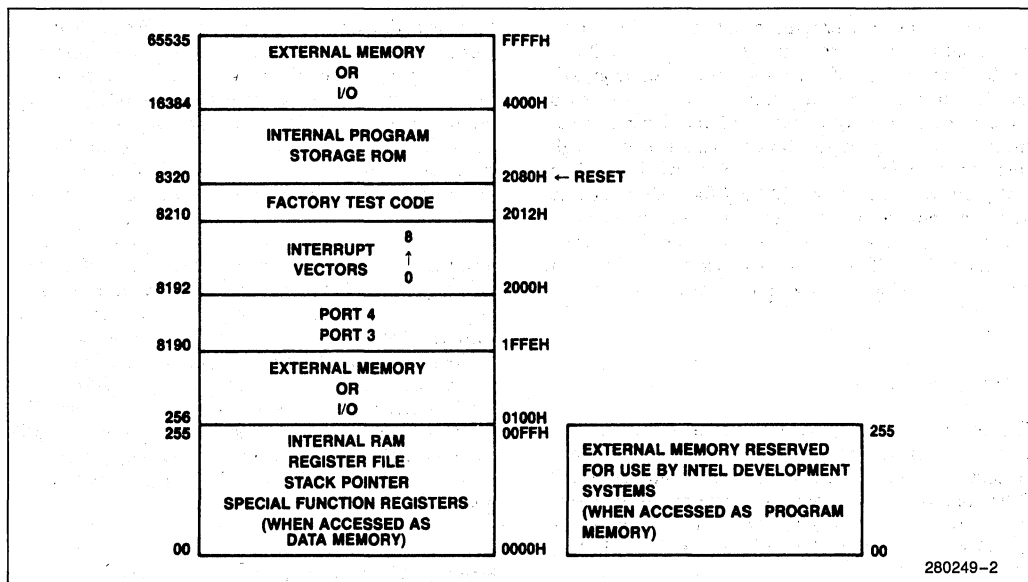 65535 FFFFH
EXTERNAL MEMORY
OR
I/O
16384 4000H
INTERNAL PROGRAM
STORAGE ROM
8320 2080H ← RESET
FACTORY TEST CODE
8210 2012H
8
INTERRUPT ↑
VECTORS
0
8192 2000H
PORT 4
PORT 3
8190 1FFEH
EXTERNAL MEMORY
OR
I/O
256 0100H
255 00FFH
INTERNAL RAM
REGISTER FILE
STACK POINTER
SPECIAL FUNCTION REGISTERS
(WHEN ACCESSED AS
DATA MEMORY)
00 0000H
255
EXTERNAL MEMORY RESERVED
FOR USE BY INTEL DEVELOPMENT
SYSTEMS
(WHEN ACCESSED AS PROGRAM
MEMORY)
00
280249–2